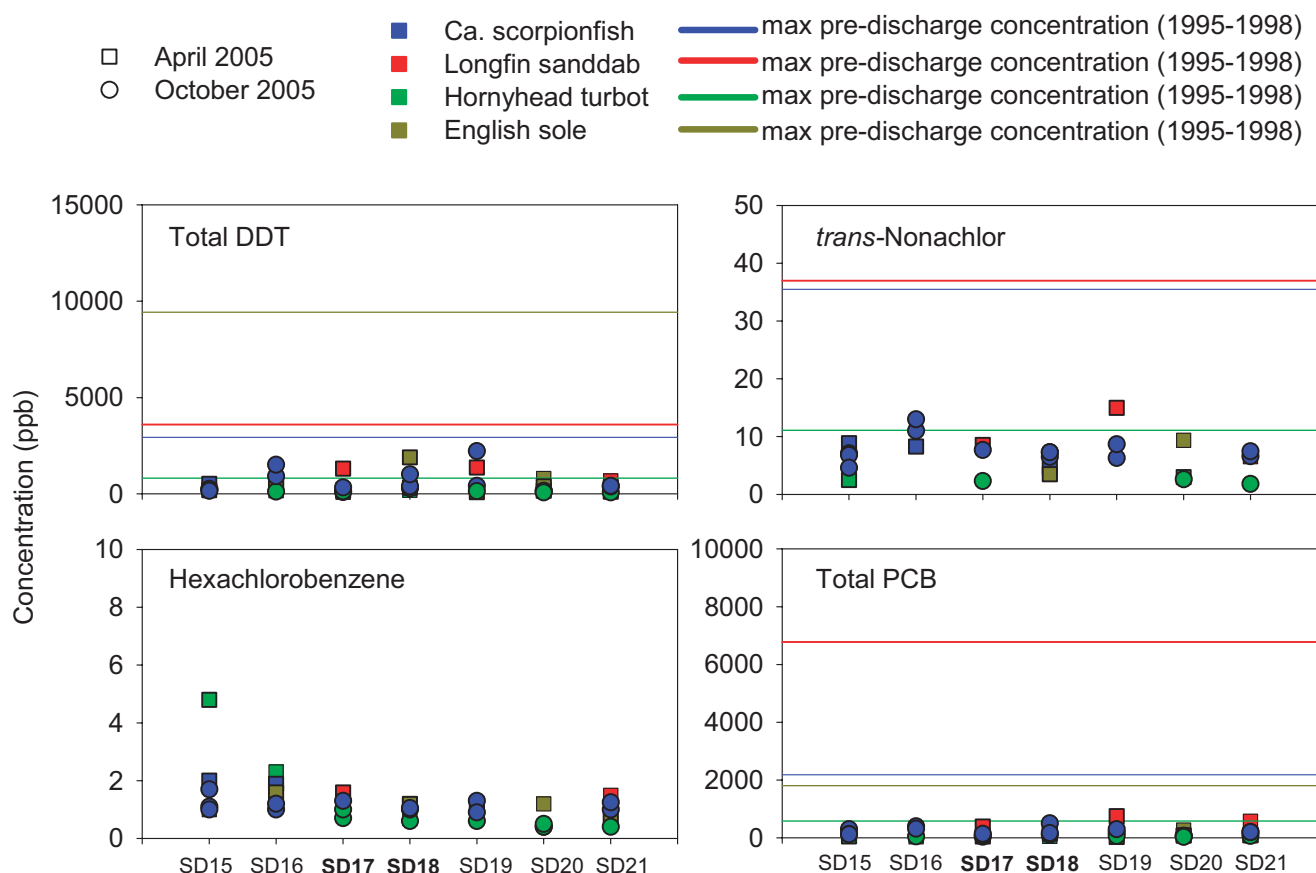 April 2005
October 2005
Ca. scorpionfish
Longfin sanddab
Hornyhead turbot
English sole
max pre-discharge concentration (1995-1998)
max pre-discharge concentration (1995-1998)
max pre-discharge concentration (1995-1998)
max pre-discharge concentration (1995-1998)
Concentration (ppb)
Total DDT
15000
10000
5000
0
trans-Nonachlor
50
40
30
20
10
0
Hexachlorobenzene
10
8
6
4
2
0
SD15 SD16 SD17 SD18 SD19 SD20 SD21
Total PCB
10000
8000
6000
4000
2000
0
SD15 SD16 SD17 SD18 SD19 SD20 SD21